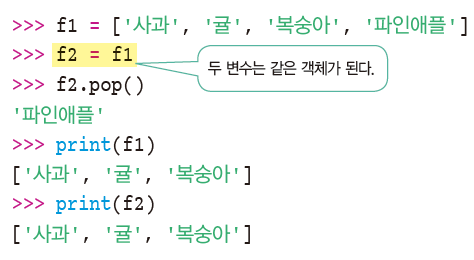 >>> f1 = ['사과', '귤', '복숭아', '파인애플']
>>> f2 = f1
두 변수는 같은 객체가 된다.
>>> f2.pop()
'파인애플'
>>> print(f1)
['사과', '귤', '복숭아']
>>> print(f2)
['사과', '귤', '복숭아']